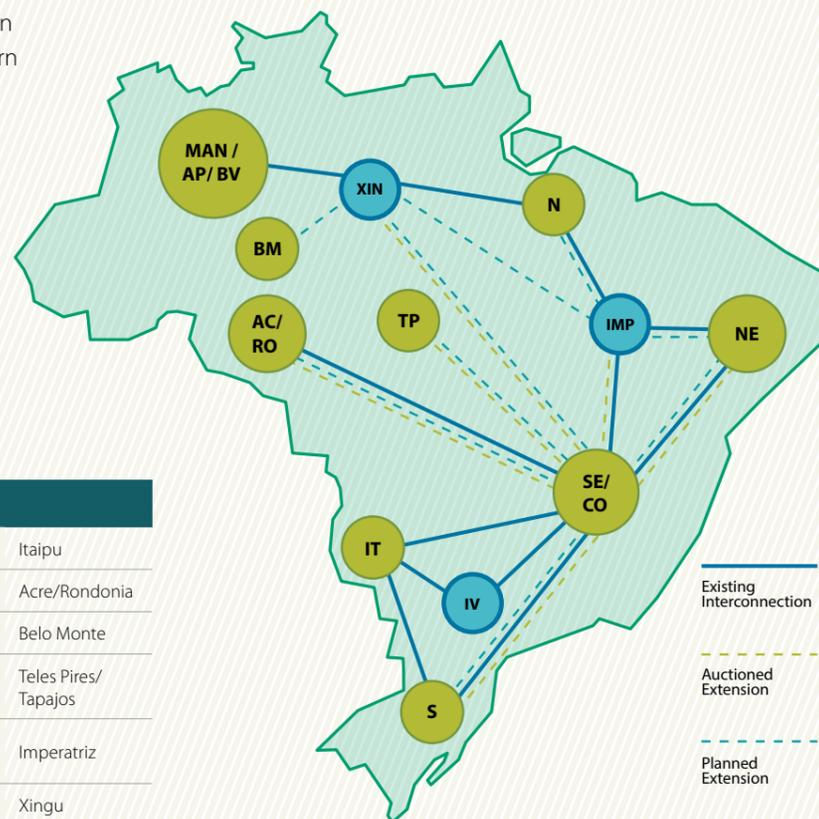 n
rn
MAN /
AP/ BV
XIN
N
BM
AC/
RO
TP
IMP
NE
SE/
CO
IT
IV
S
Itaipu
Acre/Rondonia
Belo Monte
Teles Pires/
Tapajos
Imperatriz
Xingu
Existing
Interconnection
Auctioned
Extension
Planned
Extension